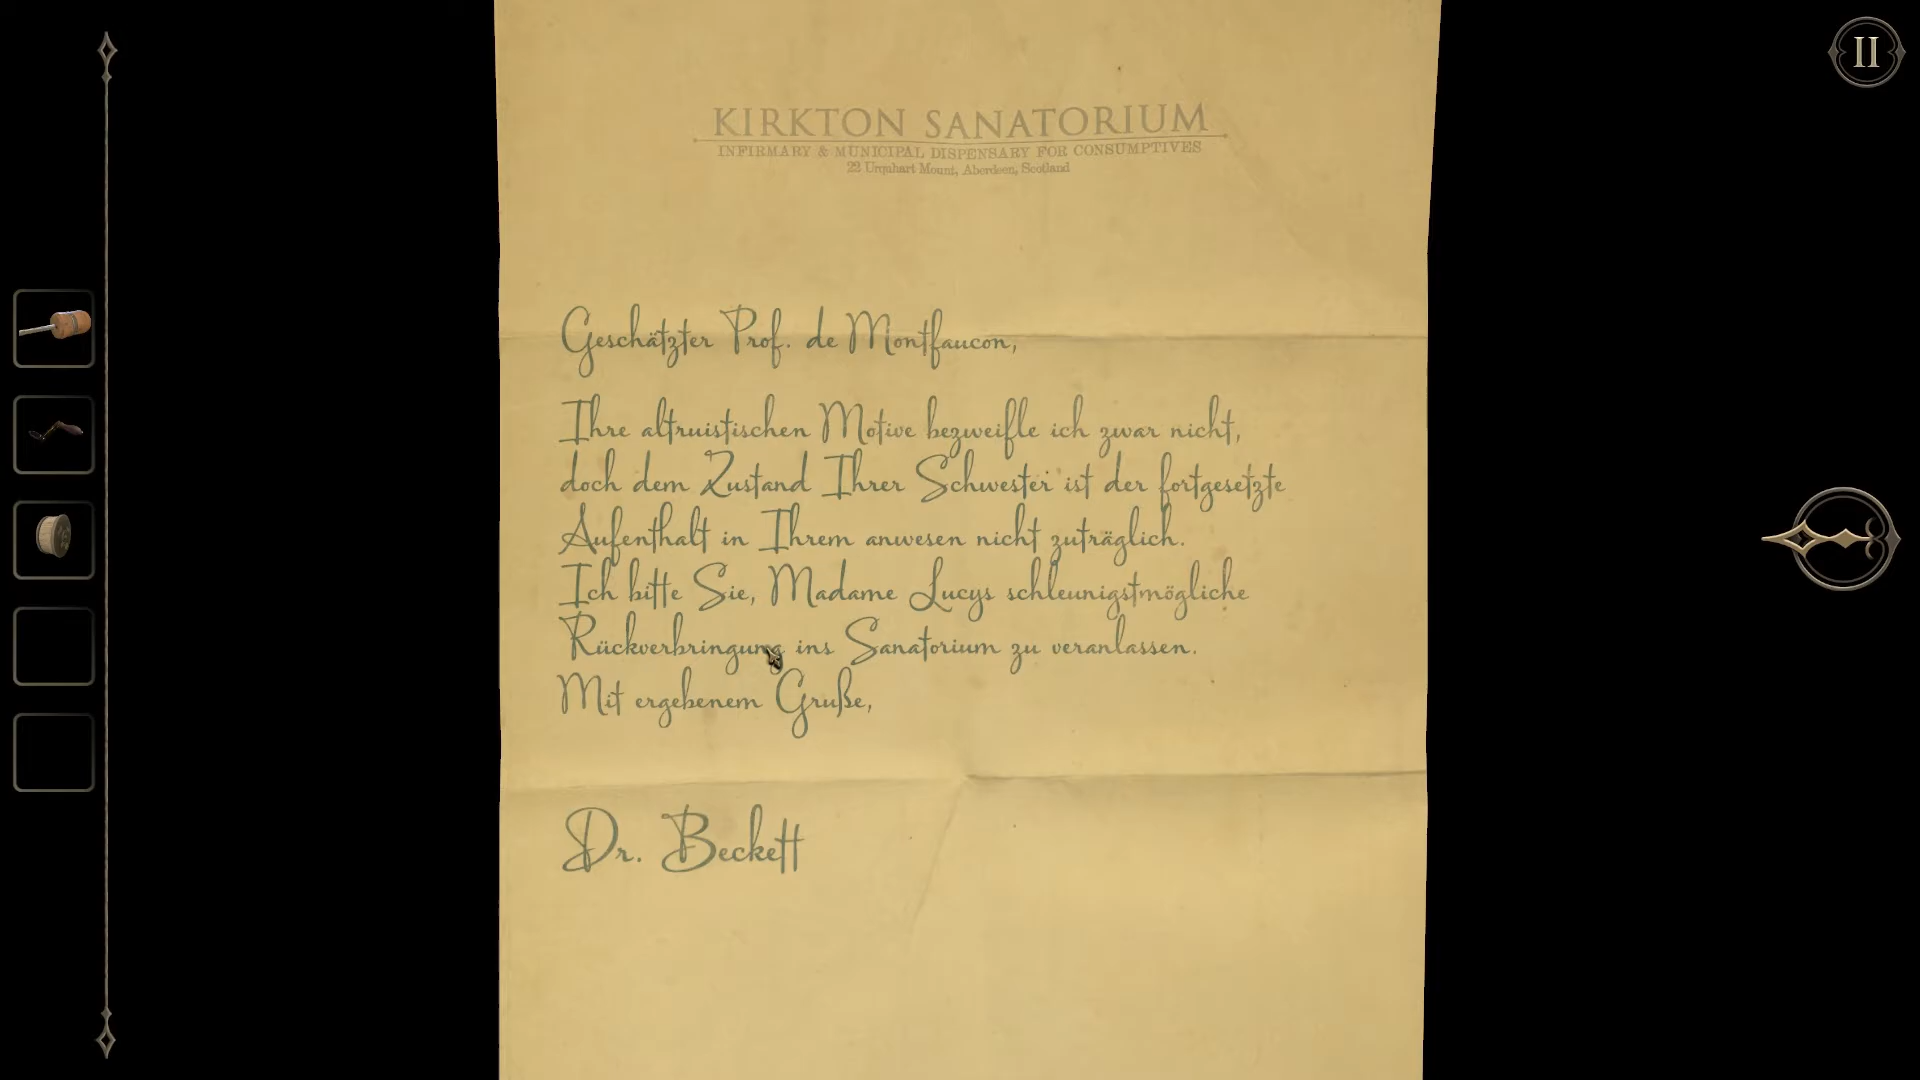 KIRKTON SANATORIUM
INFIRMARY & MUNICIPAL DISPENSARY FOR CONSUMPTIVES
22 Urquhart Mount, Aberdeen, Scotland
Geschätzter Prof. de Montfaucon,
Ihre altruistischen Motive bezweifle ich zwar nicht,
doch dem Zustand Ihrer Schwester ist der fortgesetzte
Aufenthalt in Ihrem anwesen nicht zuträglich.
Ich bitte Sie, Madame Lucys schleunigstmögliche
Rückverbringung ins Sanatorium zu veranlassen.
Mit ergebenem Gruße,
Dr. Beckett